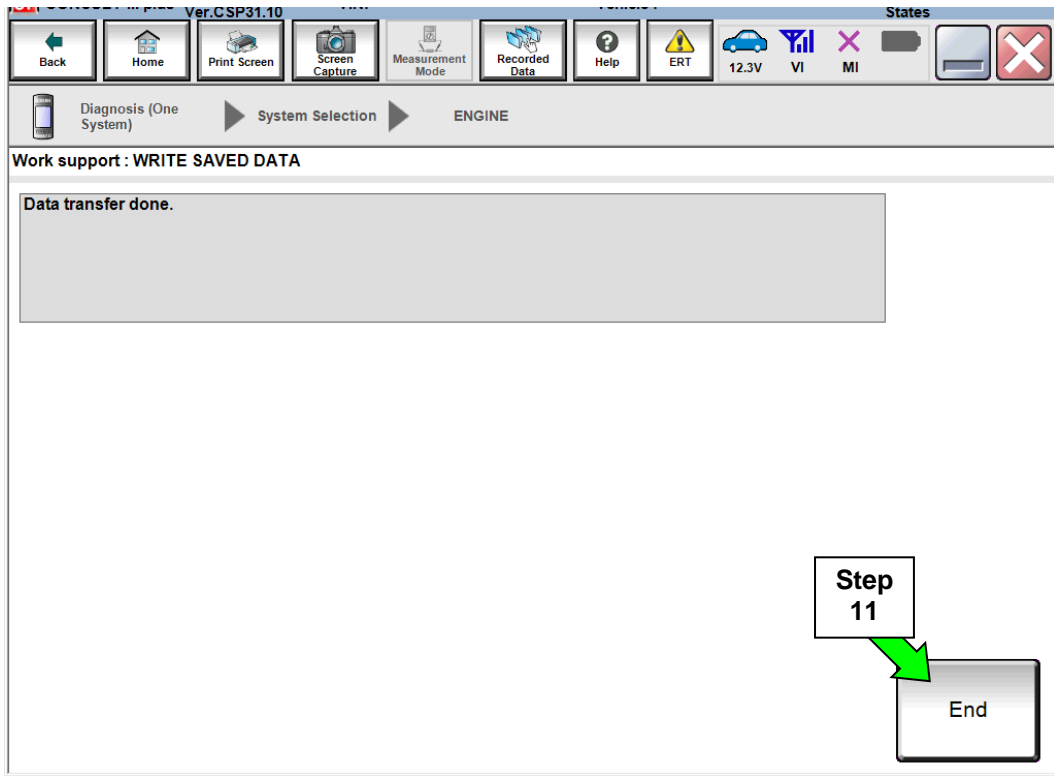 Ver.CSP31.10
States
Back
Home
Print Screen
Screen
Capture
Measurement
Mode
Recorded
Data
Help
ERT
12.3V
VI
MI
Diagnosis (One
System)
System Selection
ENGINE
Work support : WRITE SAVED DATA
Data transfer done.
Step
11
End